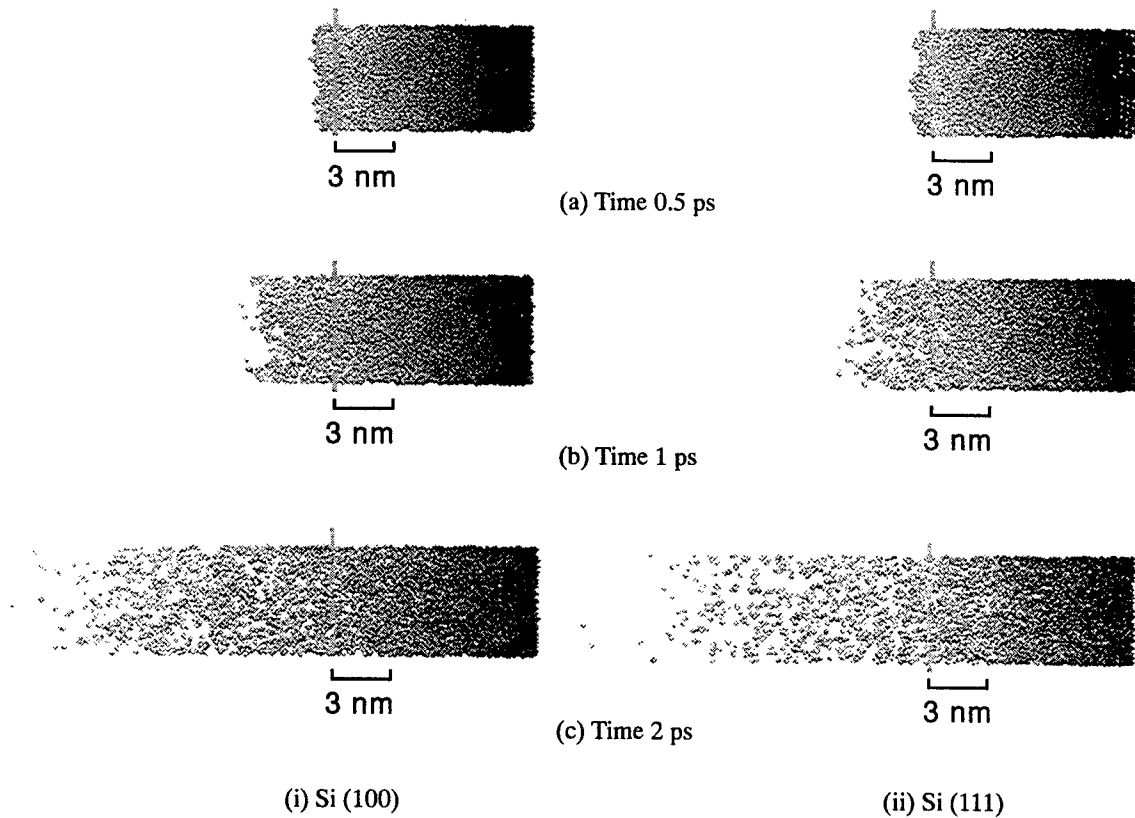 3 nm
3 nm
(a) Time 0.5 ps
3 nm
3 nm
(b) Time 1 ps
3 nm
3 nm
(c) Time 2 ps
(i) Si (100)
(ii) Si (111)